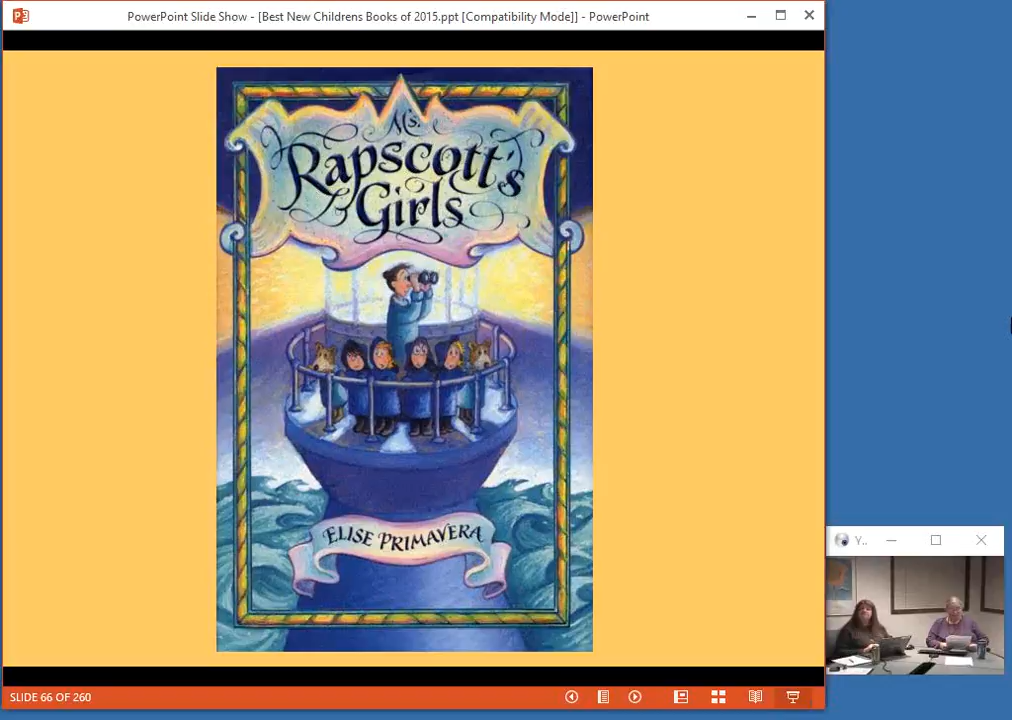 PowerPoint Slide Show - [Best New Childrens Books of 2015.ppt [Compatibility Mode]] - PowerPoint
Ms.
Rapscott's
Girls
ELISE PRIMAVERA
Y..
SLIDE 66 OF 260